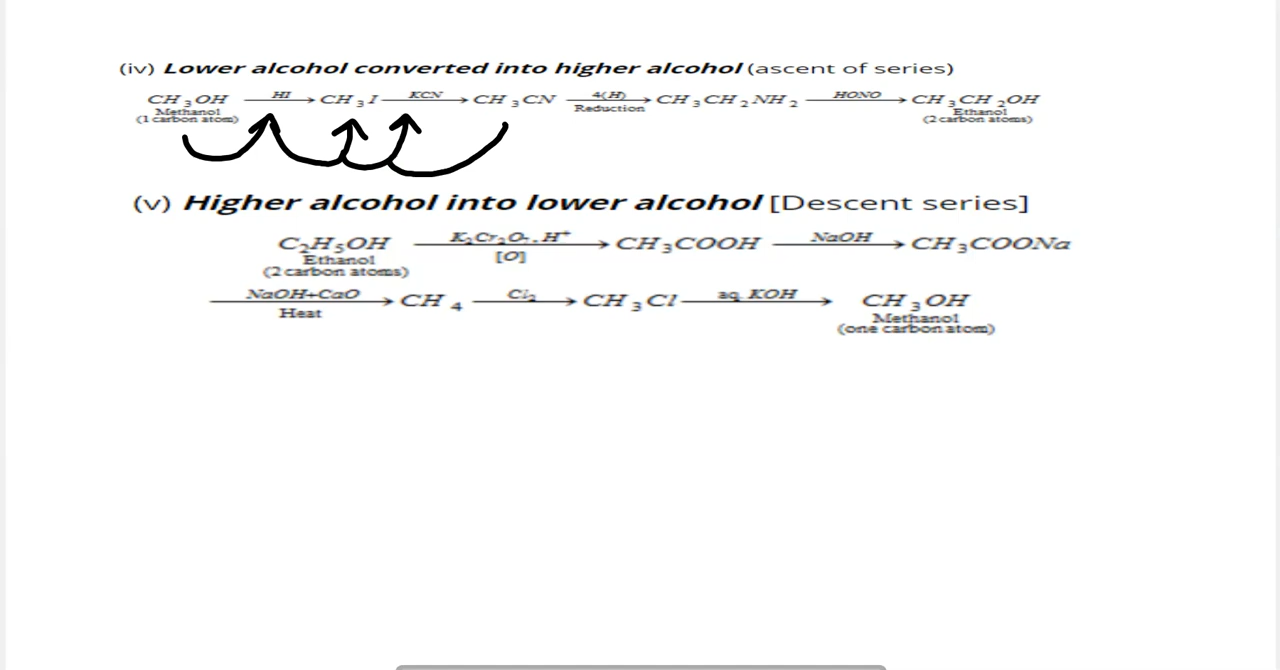 (iv) Lower alcohol converted into higher alcohol (ascent of series)
CH₃OH —HI→ CH₃I —KCN→ CH₃CN —4(H)→ CH₃CH₂NH₂ —HONO→ CH₃CH₂OH
Methanol Reduction Ethanol
(1 carbon atom) (2 carbon atoms)
(v) Higher alcohol into lower alcohol [Descent series]
C₂H₅OH —K₂Cr₂O₇, H⁺→ CH₃COOH —NaOH→ CH₃COONa
Ethanol [O]
(2 carbon atoms)
—NaOH+CaO→ CH₄ —Cl₂→ CH₃Cl —aq. KOH→ CH₃OH
Heat Methanol
(one carbon atom)